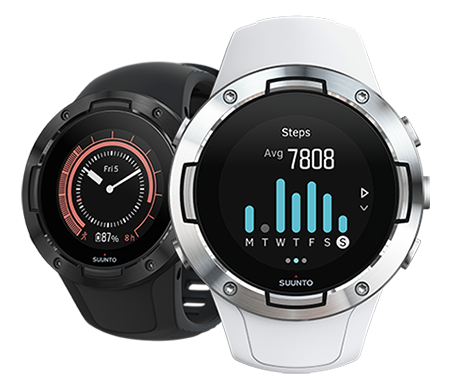 Fri 5
87%
8h
SUUNTO
Steps
Avg 7808
M T W T F S S
SUUNTO